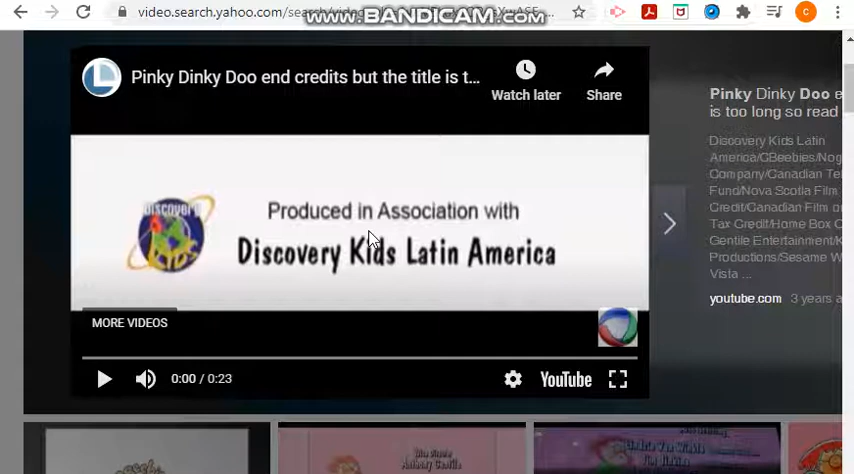 video.search.yahoo.com/search/vide
www.BANDICAM.com
Pinky Dinky Doo end credits but the title is t...
Watch later
Share
Pinky Dinky Doo e
is too long so read
Discovery Kids Latin
America/CBeebies/Nog
Company/Canadian Te
Fund/Nova Scotia Film
Credit/Canadian Film or
Tax Credit/Home Box O
Gentile Entertainment/K
Productions/Sesame W
Vista ...
youtube.com 3 years a
DISCOVERY
KIDS
Produced in Association with
Discovery Kids Latin America
MORE VIDEOS
0:00 / 0:23
YouTube
C